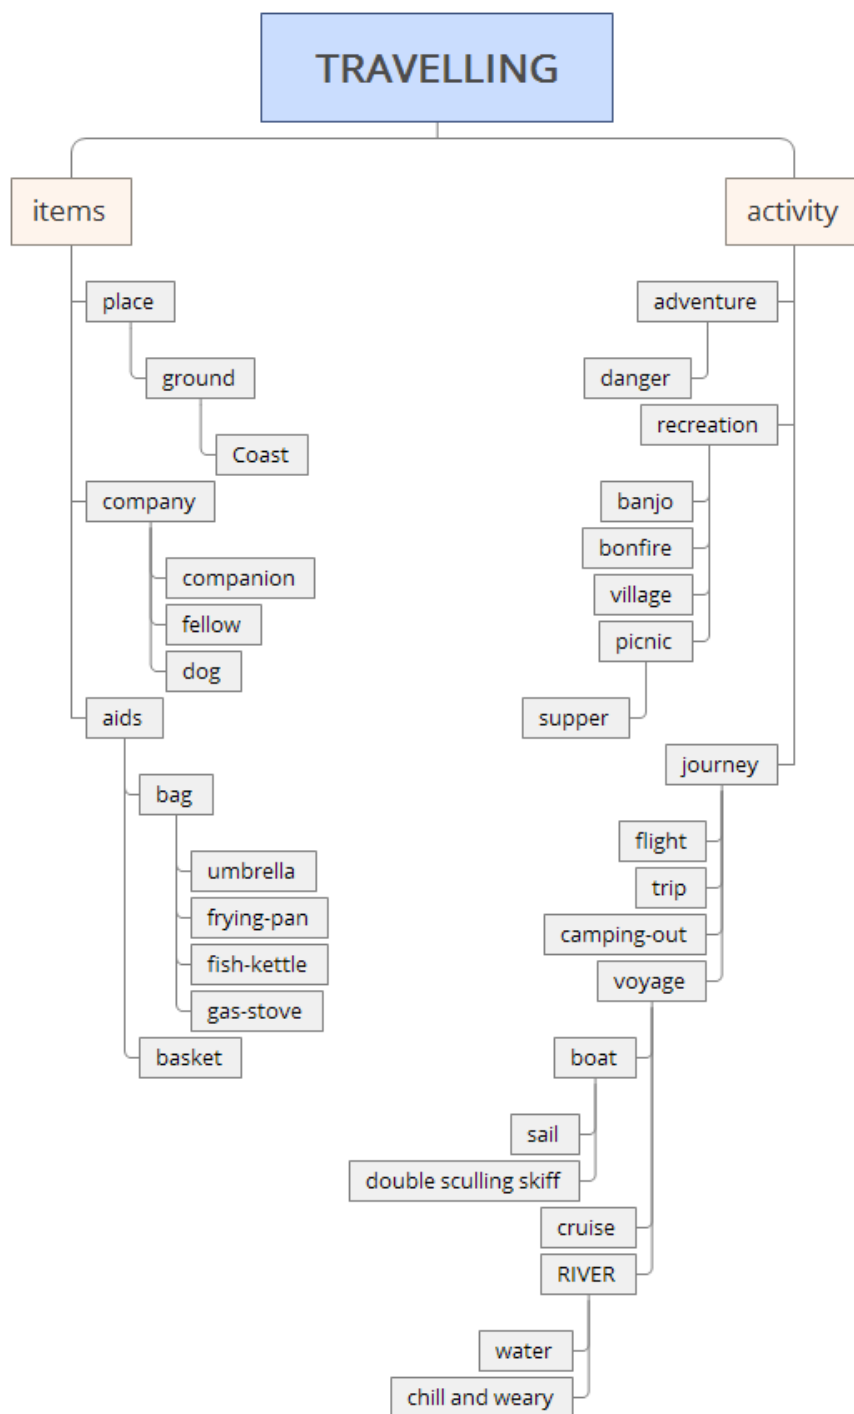 TRAVELLING
items
place
ground
Coast
company
companion
fellow
dog
aids
bag
umbrella
frying-pan
fish-kettle
gas-stove
basket
activity
adventure
danger
recreation
banjo
bonfire
village
picnic
supper
journey
flight
trip
camping-out
voyage
boat
sail
double sculling skiff
cruise
RIVER
water
chill and weary